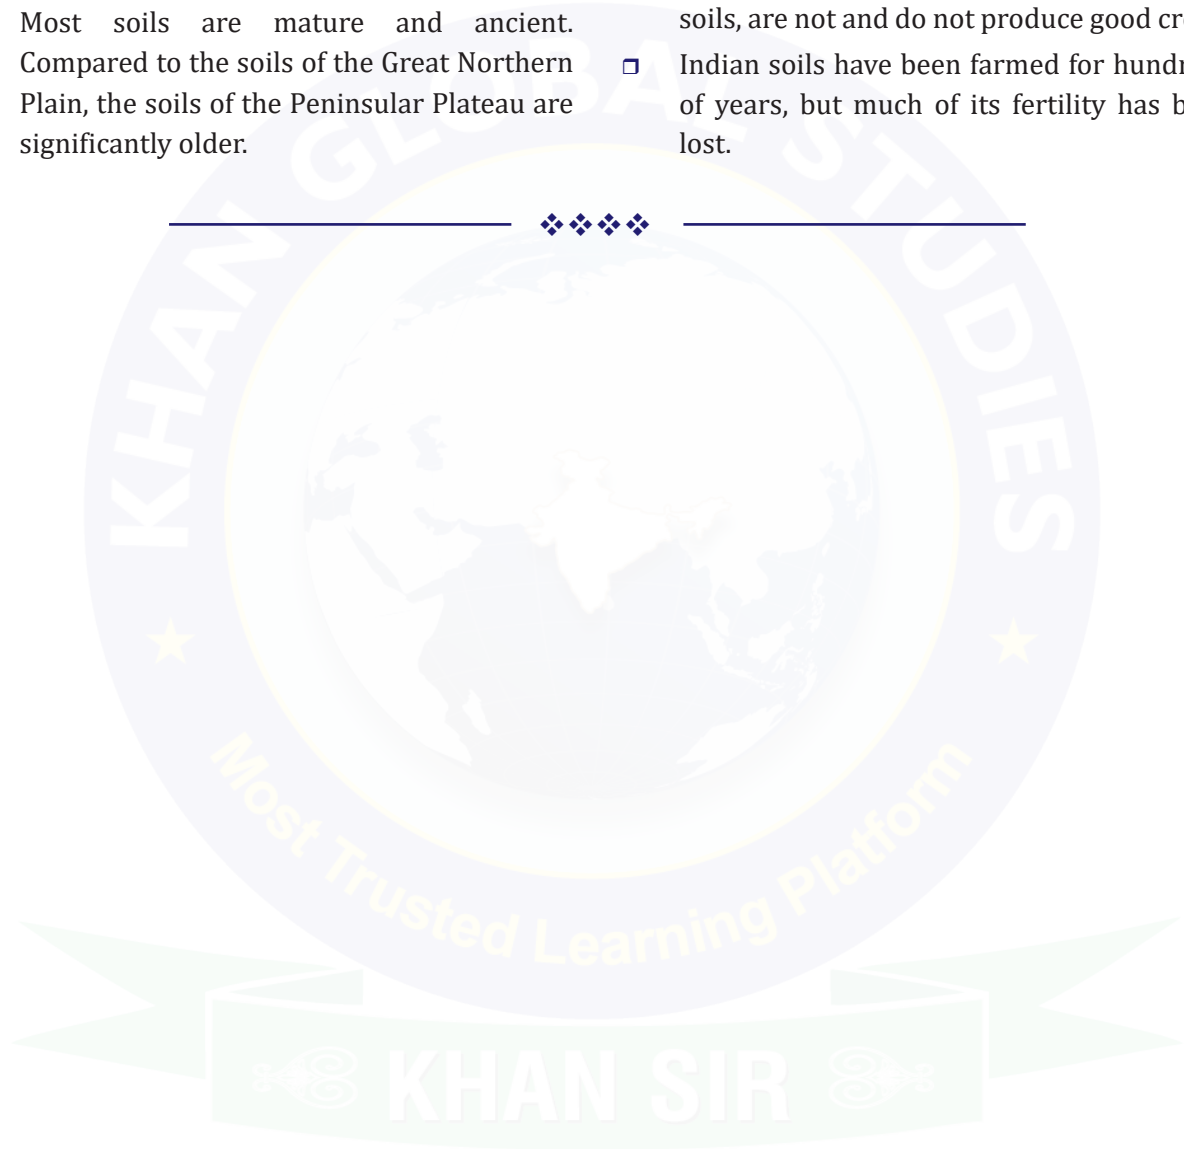 Most soils are mature and ancient.
Compared to the soils of the Great Northern
Plain, the soils of the Peninsular Plateau are
significantly older.
soils, are not and do not produce good
❒ Indian soils have been farmed for
of years, but much of its fertility has
lost.
KHAN GLOBAL STUDIES
Most Trusted Learning Platform
KHAN SIR